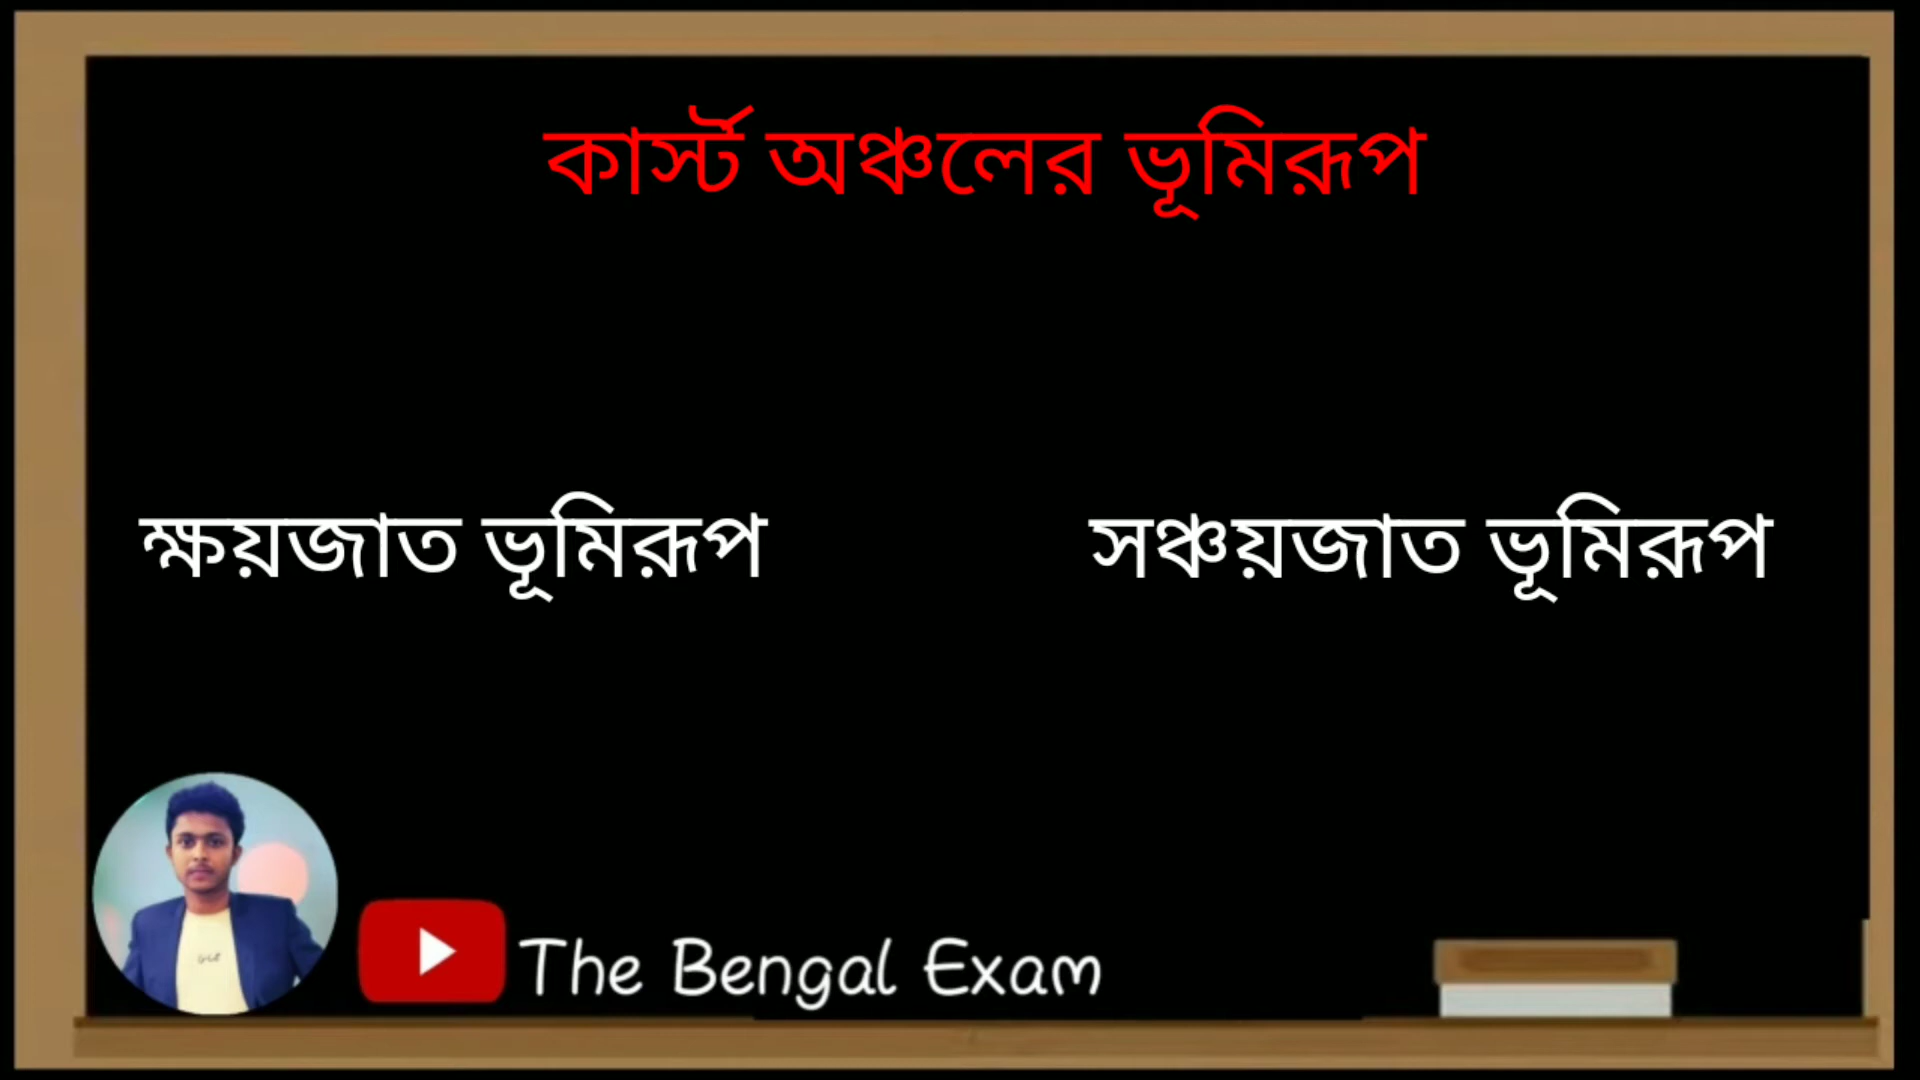 কার্স্ট অঞ্চলের ভূমিরূপ
ক্ষয়জাত ভূমিরূপ
সঞ্চয়জাত ভূমিরূপ
The Bengal Exam